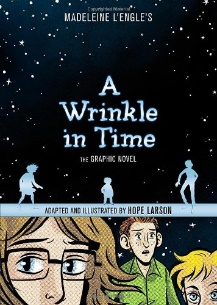 MADELEINE L'ENGLE'S
A
Wrinkle
in Time
THE GRAPHIC NOVEL
ADAPTED AND ILLUSTRATED BY HOPE LARSON